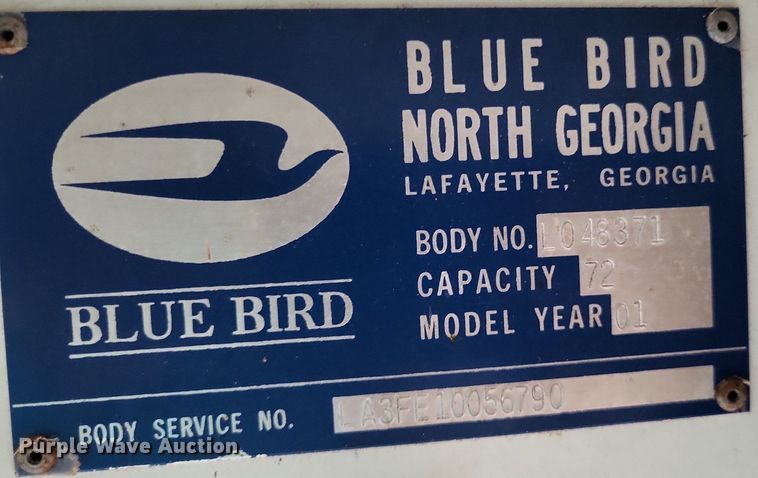 BLUE BIRD
NORTH GEORGIA
LAFAYETTE, GEORGIA
BODY NO. L048371
CAPACITY 72
MODEL YEAR 01
BLUE BIRD
BODY SERVICE NO. LA3FE10056790
Purple Wave Auction